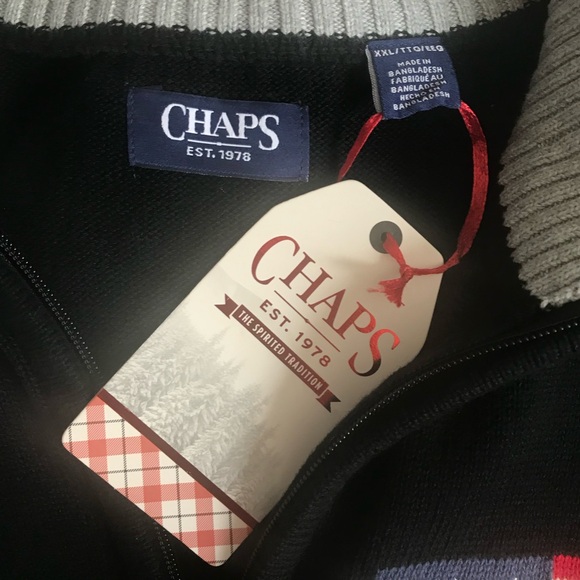 CHAPS
EST. 1978
XXL/TTG/EEG
MADE IN
BANGLADESH
FABRIQUÉ AU
BANGLADESH
HECHO EN
BANGLADESH
CHAPS
EST. 1978
THE SPIRITED TRADITION